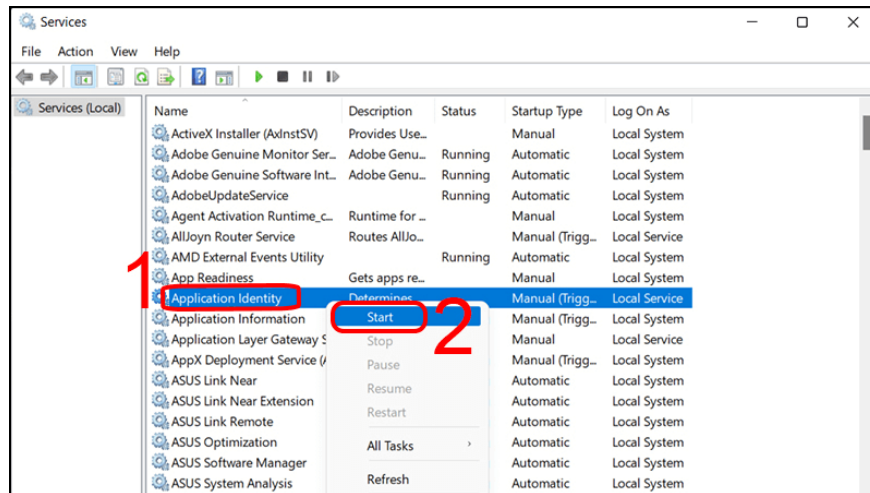 Services
File Action View Help
Services (Local)
Name Description Status Startup Type Log On As
ActiveX Installer (AxInstSV) Provides Use... Manual Local System
Adobe Genuine Monitor Ser... Adobe Genu... Running Automatic Local System
Adobe Genuine Software Int... Adobe Genu... Running Automatic Local System
AdobeUpdateService Running Automatic Local System
Agent Activation Runtime_c... Runtime for ... Manual Local System
AllJoyn Router Service Routes AllJo... Manual (Trigg... Local Service
AMD External Events Utility Running Automatic Local System
1
App Readiness Gets apps re... Manual Local System
Application Identity Determines Manual (Trigg... Local Service
Application Information Start 2 Manual (Trigg... Local System
Application Layer Gateway S Stop Manual Local Service
AppX Deployment Service (A Pause Manual (Trigg... Local System
ASUS Link Near Resume Automatic Local System
ASUS Link Near Extension Restart Automatic Local System
ASUS Link Remote Automatic Local System
ASUS Optimization All Tasks › Automatic Local System
ASUS Software Manager Automatic Local System
ASUS System Analysis Refresh Automatic Local System